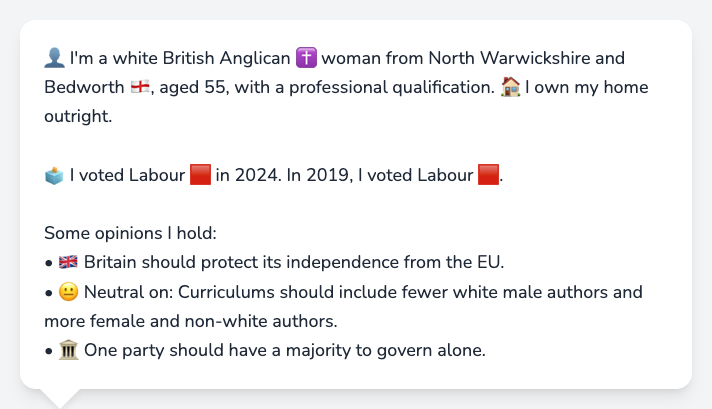 👤 I'm a white British Anglican ✝️ woman from North Warwickshire and
Bedworth 🏴󠁧󠁢󠁥󠁮󠁧󠁿, aged 55, with a professional qualification. 🏠 I own my home
outright.
🗳️ I voted Labour 🟥 in 2024. In 2019, I voted Labour 🟥.
Some opinions I hold:
• 🇬🇧 Britain should protect its independence from the EU.
• 😐 Neutral on: Curriculums should include fewer white male authors and
more female and non-white authors.
• 🏛️ One party should have a majority to govern alone.